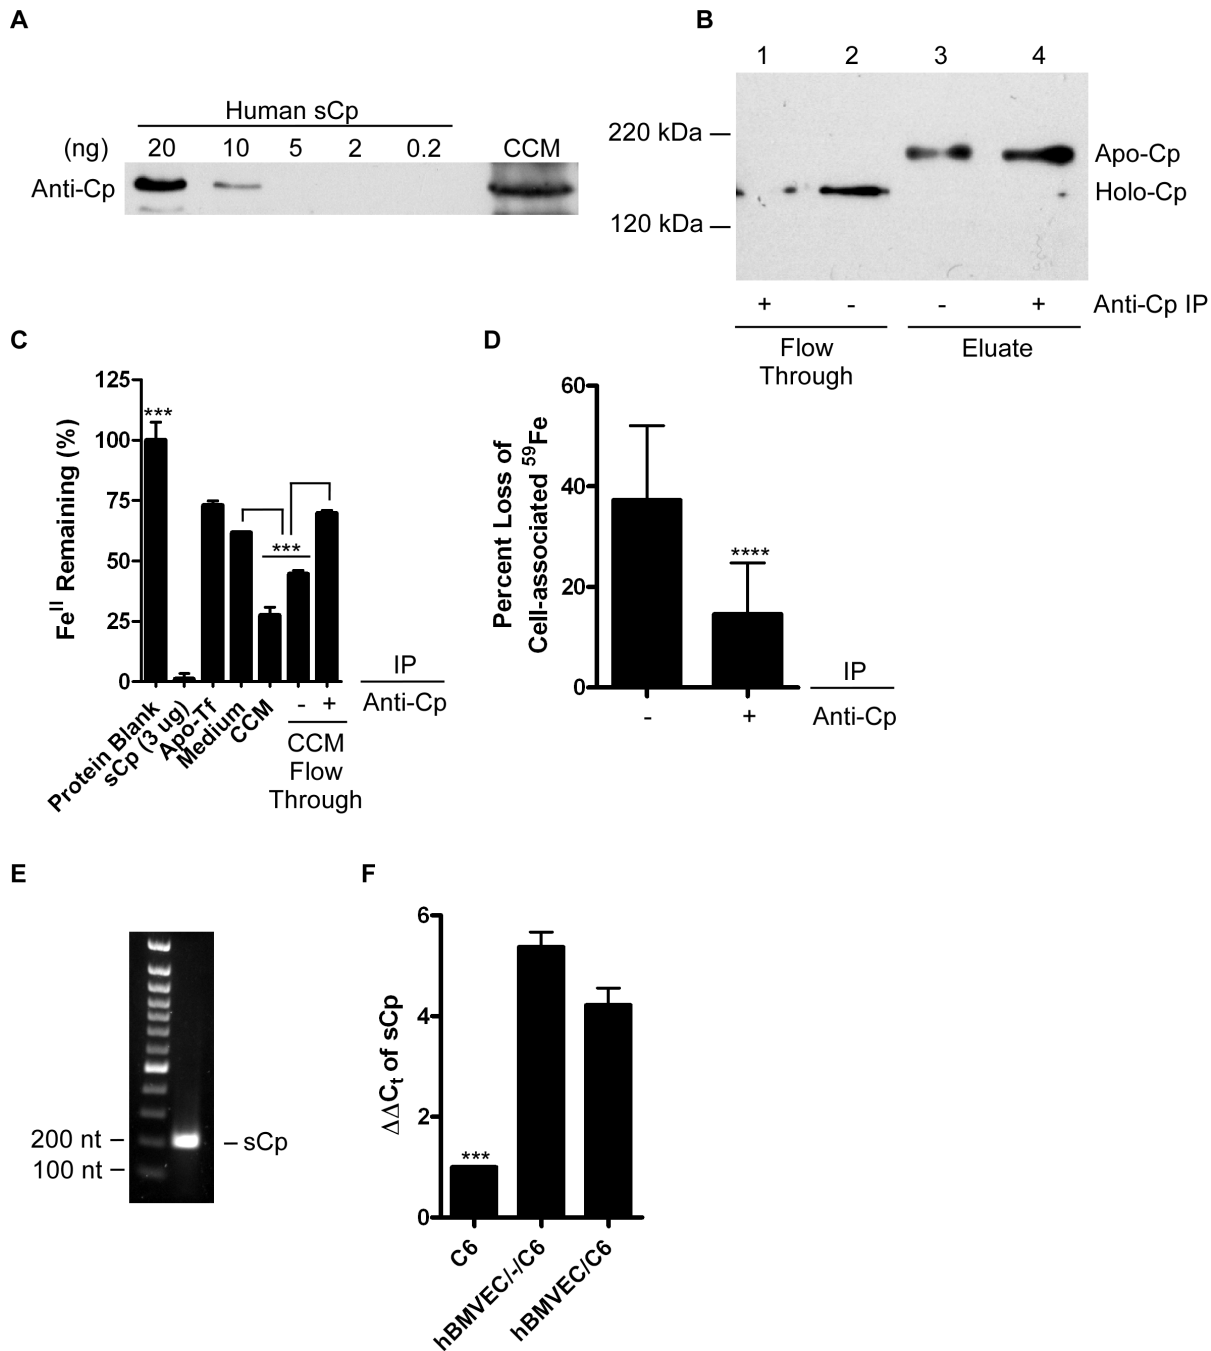 A
Human sCp
(ng) 20 10 5 2 0.2 CCM
Anti-Cp
B
1 2 3 4
220 kDa
120 kDa
Apo-Cp
Holo-Cp
+ - - + Anti-Cp IP
Flow
Through
Eluate
C
Fe^II Remaining (%)
125
100
75
50
25
0
***
***
Protein Blank
sCp (3 ug)
Apo-Tf
Medium
CCM
- +
CCM
Flow
Through
IP
Anti-Cp
D
Percent Loss of
Cell-associated ^59Fe
60
40
20
0
****
- +
IP
Anti-Cp
E
200 nt
100 nt
sCp
F
ΔΔC_t of sCp
6
4
2
0
***
C6
hBMVEC/-/C6
hBMVEC/C6